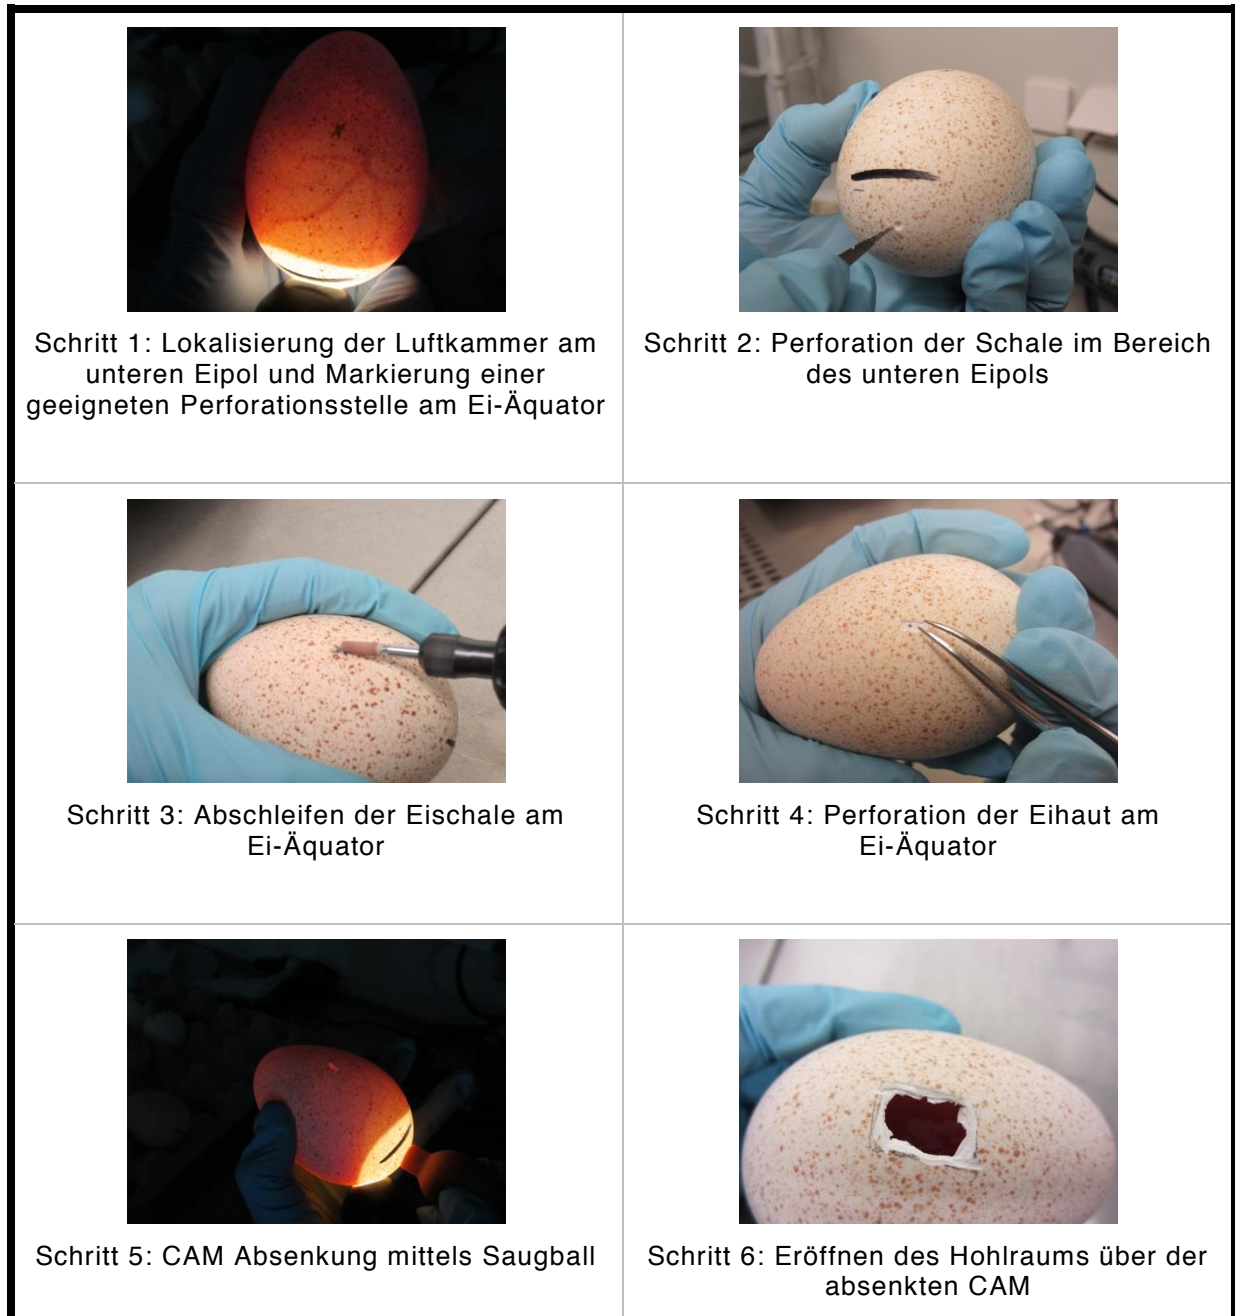 Schritt 1: Lokalisierung der Luftkammer am
unteren Eipol und Markierung einer
geeigneten Perforationsstelle am Ei-Äquator
Schritt 2: Perforation der Schale im Bereich
des unteren Eipols
Schritt 3: Abschleifen der Eischale am
Ei-Äquator
Schritt 4: Perforation der Eihaut am
Ei-Äquator
Schritt 5: CAM Absenkung mittels Saugball
Schritt 6: Eröffnen des Hohlraums über der
absenkten CAM